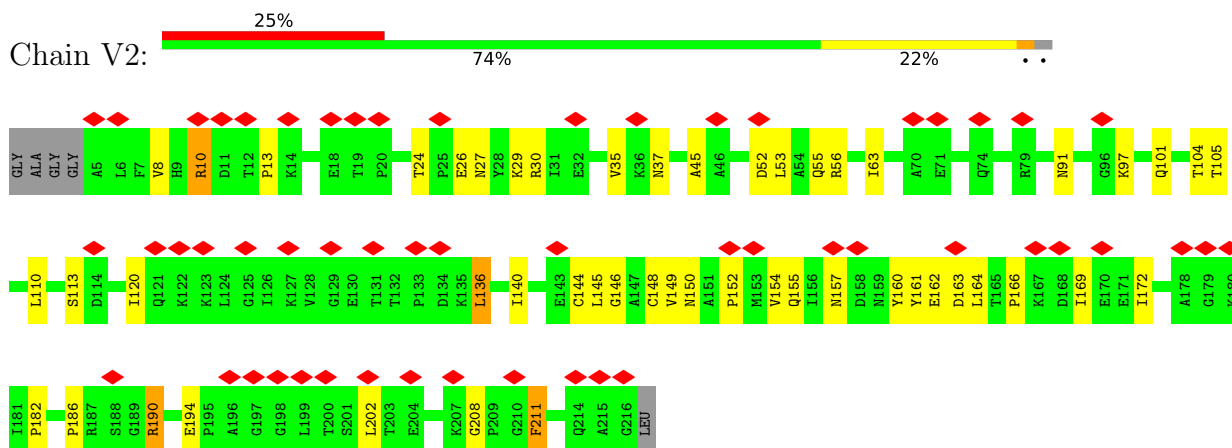 25%
Chain V2:
74% 22% • •
GLY ALA GLY GLY A5 L6 F7 V8 H9 R10 D11 T12 P13 K14 E18 T19 P20 T24 P25 E26 N27 Y28 K29 R30 I31 E32 V35 K36 N37 A45 A46 D52 L53 A54 Q55 R56 I63 A70 E71 Q74 R79 N91 G96 K97 Q101 T104 T105
L110 S113 D114 I120 Q121 K122 K123 L124 G125 I126 K127 V128 G129 E130 T131 T132 P133 D134 K135 L136 I140 E143 C144 L145 G146 A147 C148 V149 N150 A151 P152 M153 V154 Q155 I156 N157 D158 N159 Y160 Y161 E162 D163 L164 T165 P166 K167 D168 I169 E170 E171 I172 A178 G179
I181 P182 P186 R187 S188 G189 R190 E194 P195 A196 G197 G198 L199 T200 S201 L202 T203 E204 K207 G208 P209 G210 F211 Q214 A215 G216 LEU